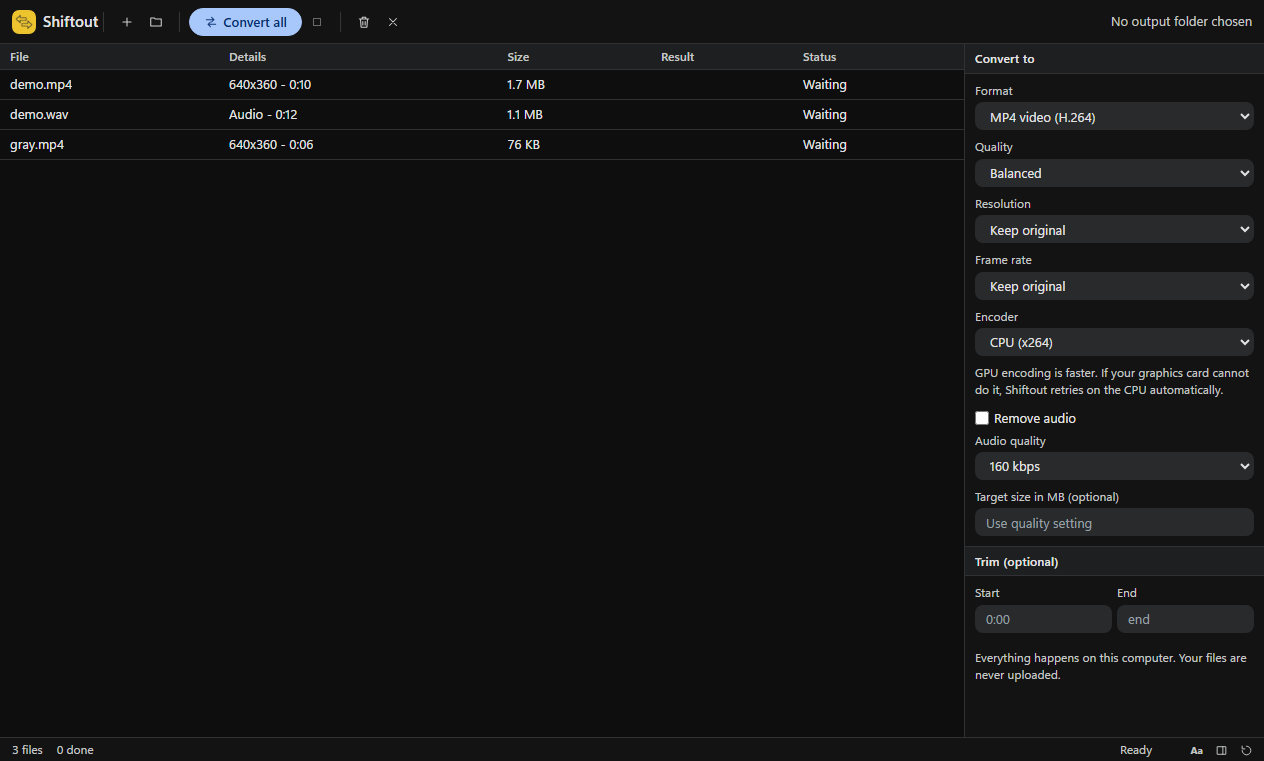 Shiftout
Convert all
No output folder chosen
File Details Size Result Status
demo.mp4 640x360 - 0:10 1.7 MB Waiting
demo.wav Audio - 0:12 1.1 MB Waiting
gray.mp4 640x360 - 0:06 76 KB Waiting
Convert to
Format
MP4 video (H.264)
Quality
Balanced
Resolution
Keep original
Frame rate
Keep original
Encoder
CPU (x264)
GPU encoding is faster. If your graphics card cannot
do it, Shiftout retries on the CPU automatically.
Remove audio
Audio quality
160 kbps
Target size in MB (optional)
Use quality setting
Trim (optional)
Start End
0:00 end
Everything happens on this computer. Your files are
never uploaded.
3 files 0 done Ready Aa